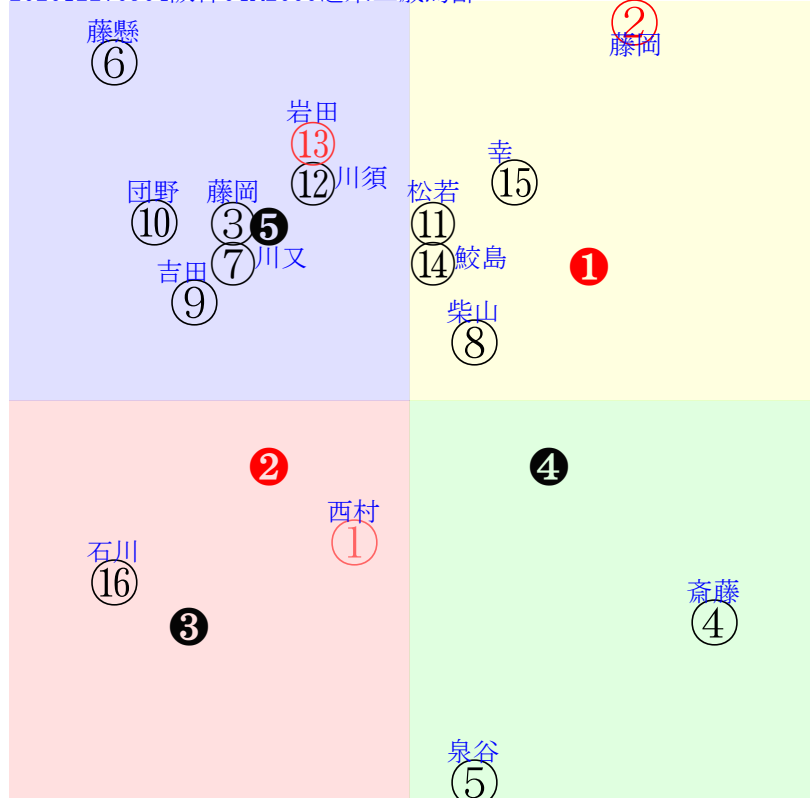 藤懸
⑥
②
藤岡
岩田
⑬
幸
⑮
⑫川須
団野
⑩
藤岡
③❺
松若
⑪
⑦川又
⑭鮫島
❶
吉田
⑨
柴山
⑧
❷
❹
西村
①
石川
⑯
斎藤
④
❸
泉谷
⑤